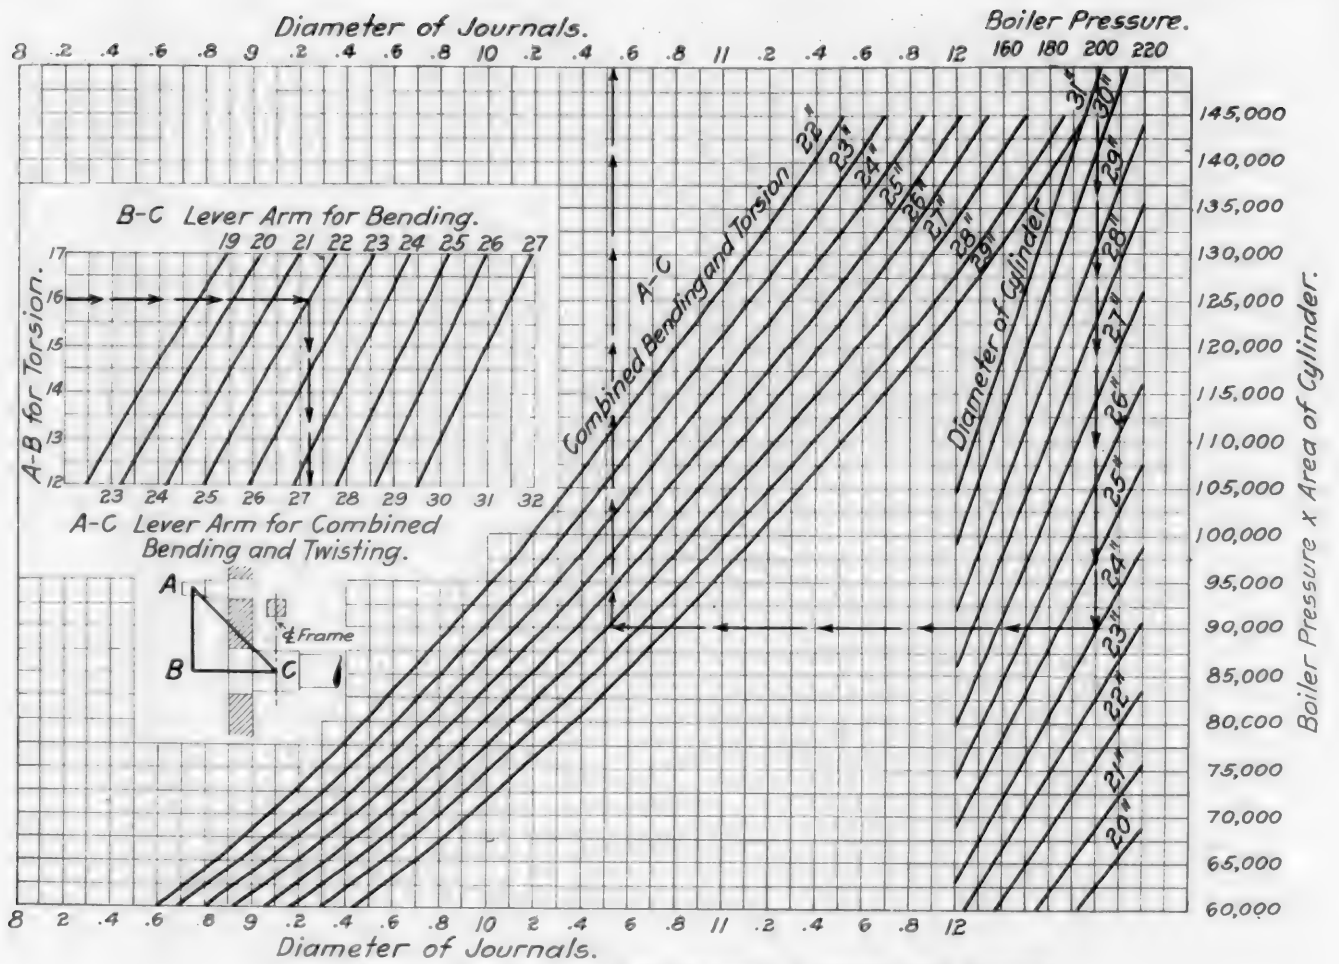 Diameter of Journals.
Boiler Pressure.
8 .2 .4 .6 .8 9 .2 .4 .6 .8 10 .2 .4 .6 .8 11 .2 .4 .6 .8 12 160 180 200 220
31" 30" 29" 28" 27" 26" 25" 24" 23" 22" 21" 20"
Diameter of Cylinder
22" 23" 24" 25" 26" 27" 28" 29"
A-C
Combined Bending and Torsion
145,000
140,000
135,000
130,000
125,000
120,000
115,000
110,000
105,000
100,000
95,000
90,000
85,000
80,000
75,000
70,000
65,000
60,000
Boiler Pressure x Area of Cylinder.
B-C Lever Arm for Bending.
19 20 21 22 23 24 25 26 27
17
16
15
14
13
12
A-B for Torsion.
23 24 25 26 27 28 29 30 31 32
A-C Lever Arm for Combined
Bending and Twisting.
A
B
C
℄ Frame
8 2 .4 .6 .8 9 .2 .4 .6 .8 10 .2 .4 .6 .8 11 .2 .4 .6 .8 12
Diameter of Journals.